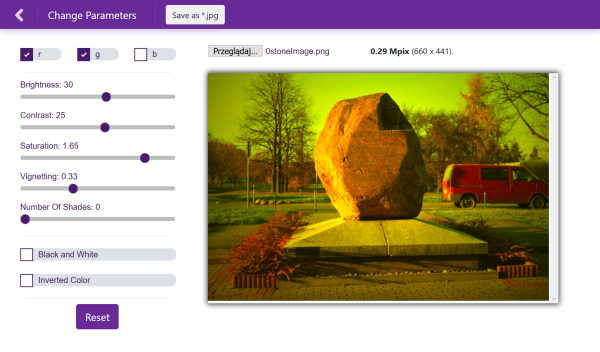 Change Parameters
Save as *.jpg
r
g
b
Przeglądaj...
0stoneImage.png
0.29 Mpix (660 x 441).
Brightness: 30
Contrast: 25
Saturation: 1.65
Vignetting: 0.33
Number Of Shades: 0
Black and White
Inverted Color
Reset